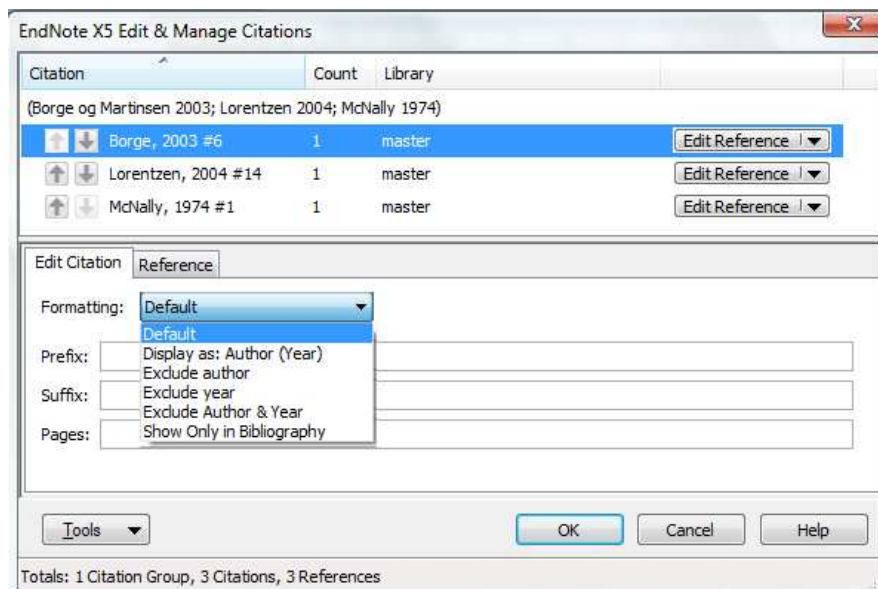 EndNote X5 Edit & Manage Citations
Citation Count Library
(Borge og Martinsen 2003; Lorentzen 2004; McNally 1974)
Borge, 2003 #6 1 master Edit Reference
Lorentzen, 2004 #14 1 master Edit Reference
McNally, 1974 #1 1 master Edit Reference
Edit Citation Reference
Formatting: Default
Default
Display as: Author (Year)
Prefix:
Exclude author
Exclude year
Suffix:
Exclude Author & Year
Show Only in Bibliography
Pages:
Tools OK Cancel Help
Totals: 1 Citation Group, 3 Citations, 3 References